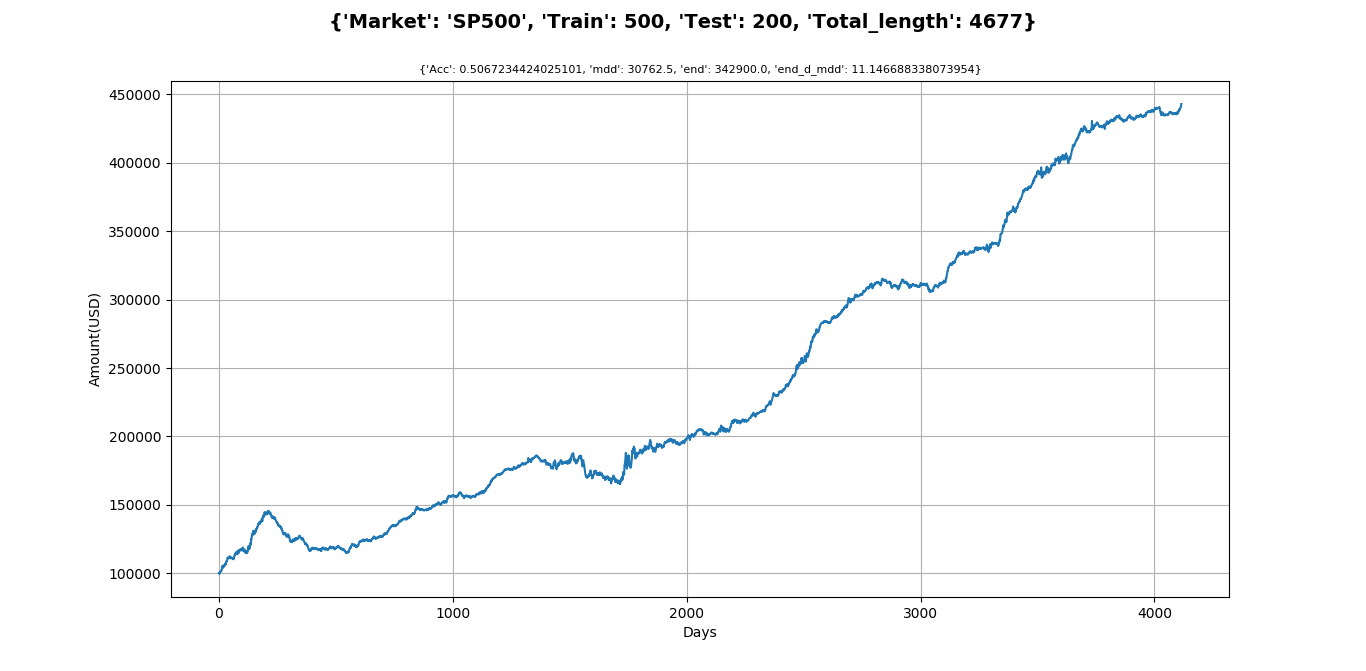 {'Market': 'SP500', 'Train': 500, 'Test': 200, 'Total_length': 4677}
{'Acc': 0.5067234424025101, 'mdd': 30762.5, 'end': 342900.0, 'end_d_mdd': 11.146688338073954}
450000
400000
350000
300000
250000
200000
150000
100000
Amount(USD)
0 1000 2000 3000 4000
Days